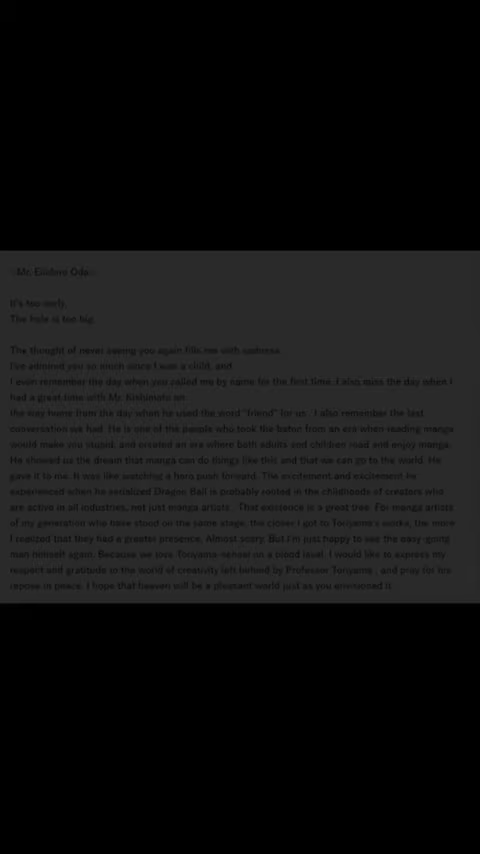 Mr. Eiichiro Oda
It's too early.
The hole is too big.
The thought of never seeing you again fills me with sadness.
I've admired you so much since I was a child, and
I even remember the day when you called me by name for the first time. I also miss the day when I
had a great time with Mr. Kishimoto on
the way home from the day when he used the word "friend" for us. I also remember the last
conversation we had. He is one of the people who took the baton from an era when reading manga
would make you stupid, and created an era where both adults and children read and enjoy manga.
He showed us the dream that manga can do things like this and that we can go to the world. He
gave it to me. It was like watching a hero push forward. The excitement and excitement he
experienced when he serialized Dragon Ball is probably rooted in the childhoods of creators who
are active in all industries, not just manga artists . That existence is a great tree. For manga artists
of my generation who have stood on the same stage, the closer I got to Toriyama's works, the more
I realized that they had a greater presence. Almost scary. But I'm just happy to see the easy-going
man himself again. Because we love Toriyama-sensei on a blood level. I would like to express my
respect and gratitude to the world of creativity left behind by Professor Toriyama , and pray for his
repose in peace. I hope that heaven will be a pleasant world just as you envisioned it